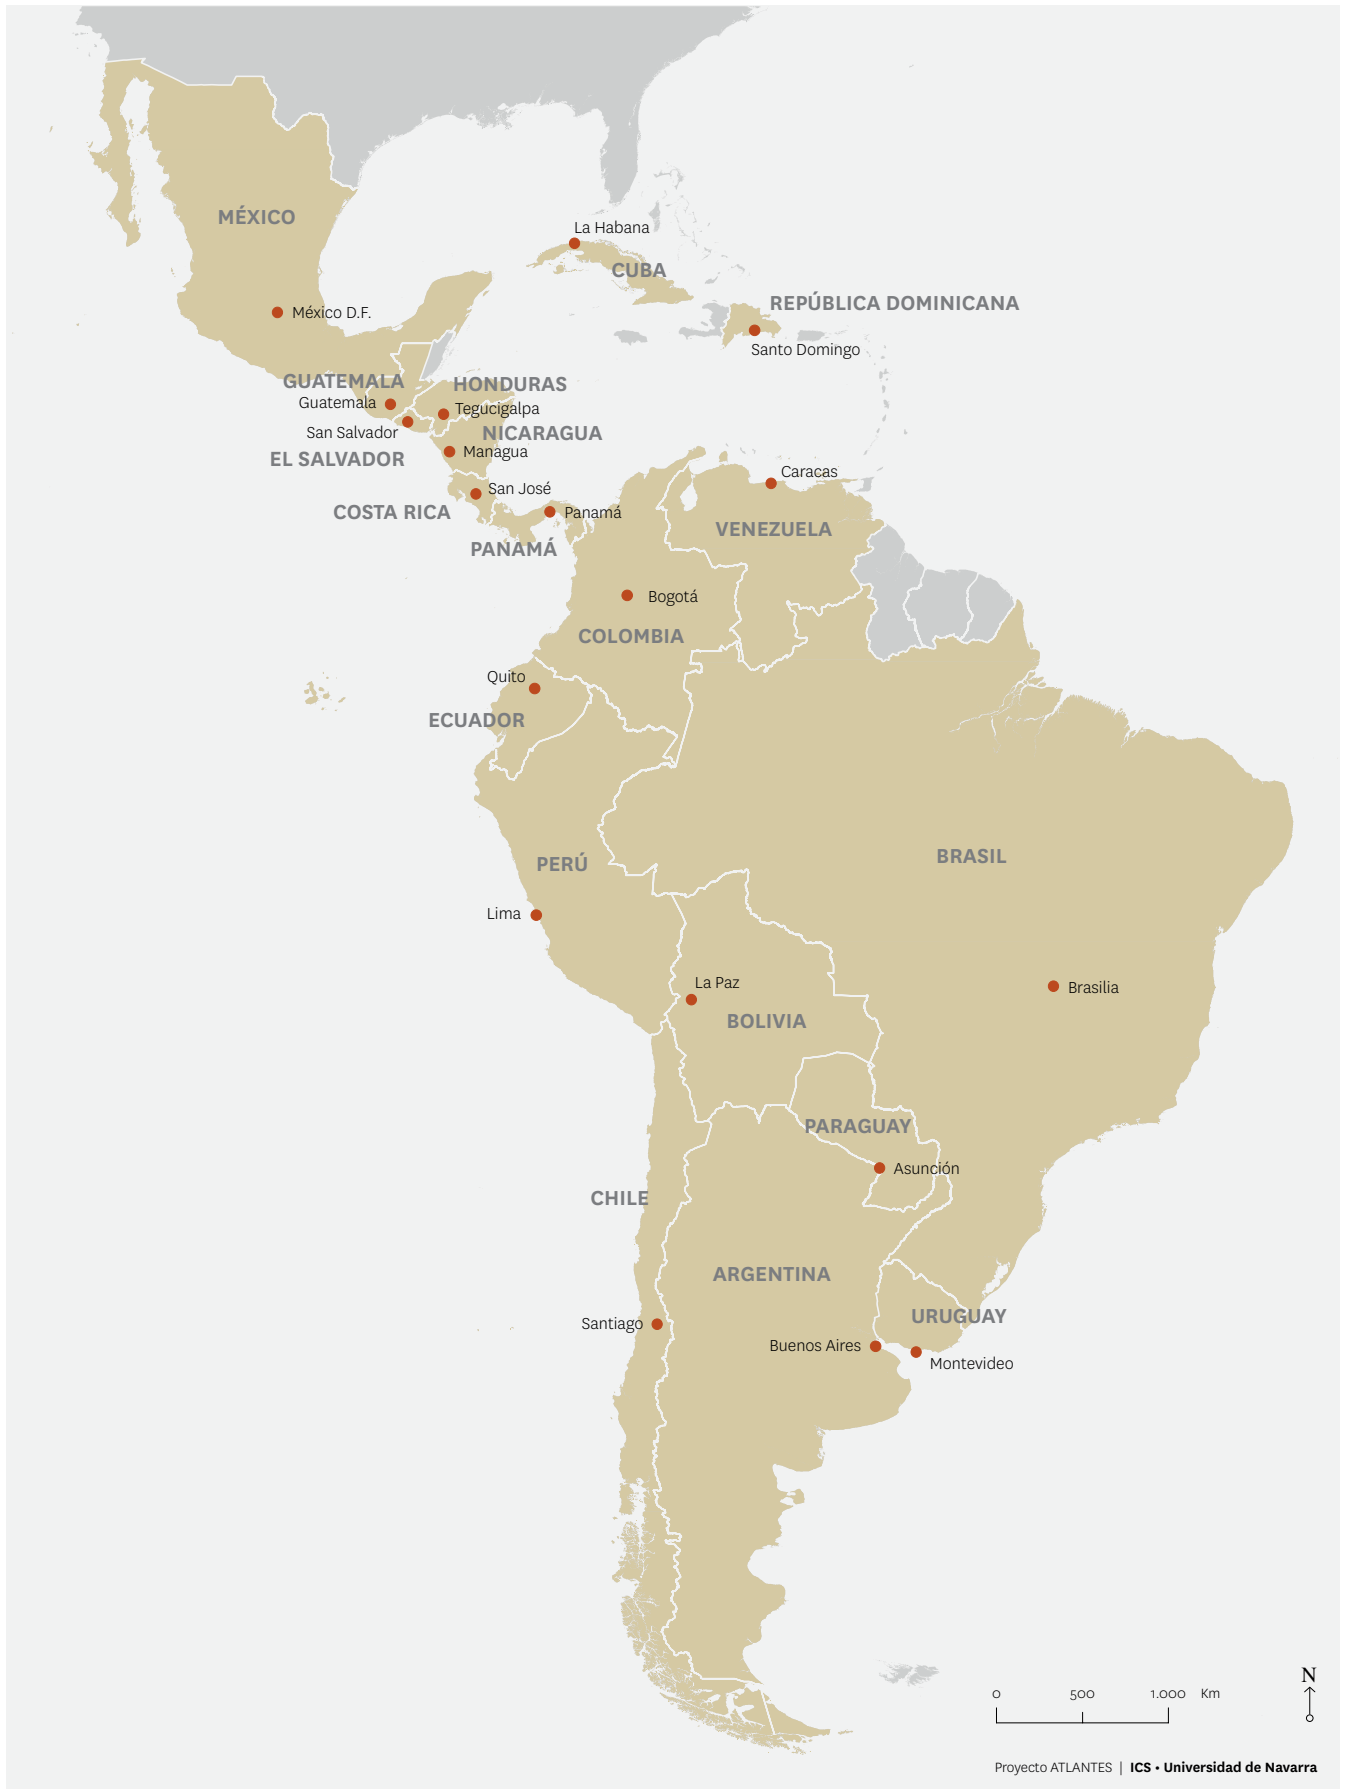 MÉXICO
La Habana
CUBA
REPÚBLICA DOMINICANA
México D.F.
Santo Domingo
GUATEMALA
HONDURAS
Guatemala
Tegucigalpa
San Salvador
NICARAGUA
EL SALVADOR
Managua
Caracas
San José
COSTA RICA
Panamá
VENEZUELA
PANAMÁ
Bogotá
COLOMBIA
Quito
ECUADOR
BRASIL
PERÚ
Lima
La Paz
Brasilia
BOLIVIA
PARAGUAY
Asunción
CHILE
ARGENTINA
URUGUAY
Santiago
Buenos Aires
Montevideo
N
0 500 1.000 Km
Proyecto ATLANTES | ICS • Universidad de Navarra